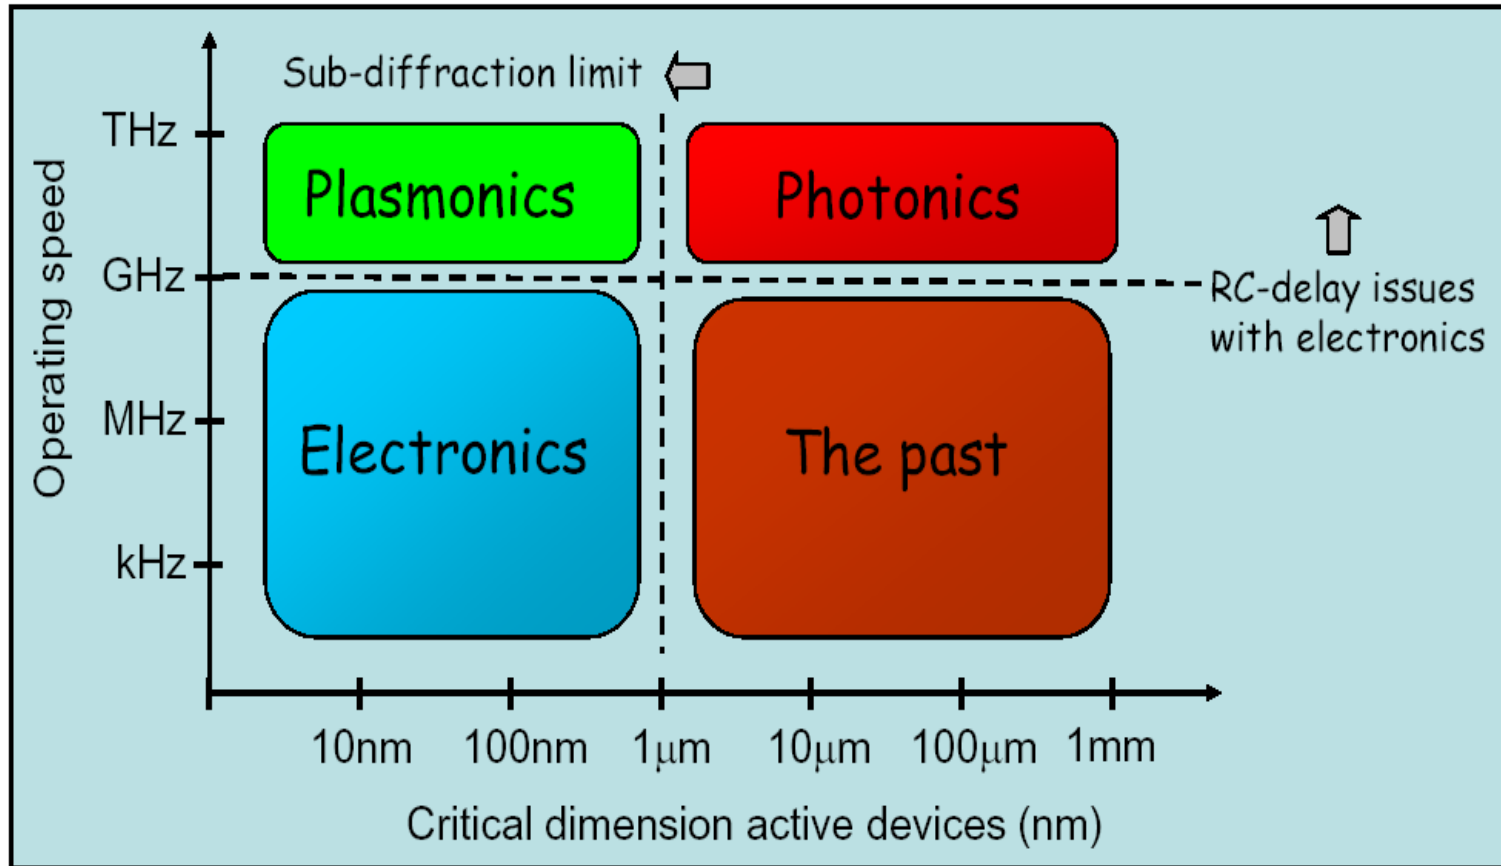 Sub-diffraction limit
THz
Plasmonics
Photonics
Operating speed
GHz
RC-delay issues
with electronics
MHz
Electronics
The past
kHz
10nm
100nm
1μm
10μm
100μm
1mm
Critical dimension active devices (nm)